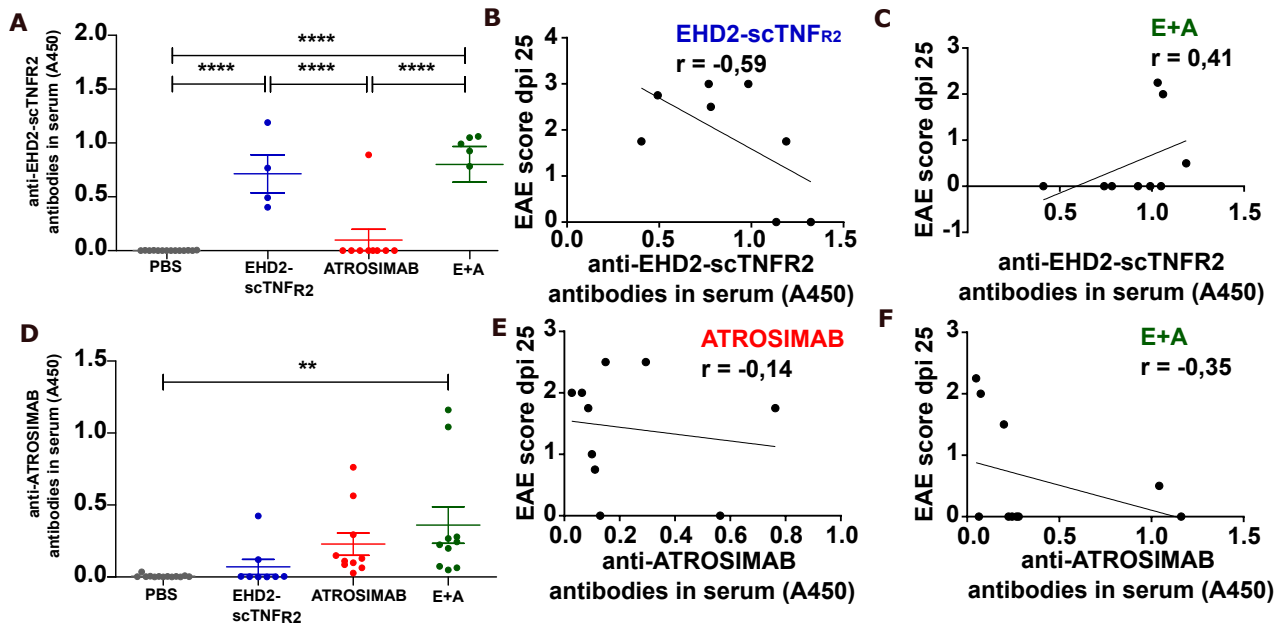 A
anti-EHD2-scTNFR2
antibodies in serum (A450)
2.0
1.5
1.0
0.5
0.0
****
**** **** ****
PBS EHD2- ATROSIMAB E+A
scTNFR2
B
EHD2-scTNFR2
r = -0,59
EAE score dpi 25
4
3
2
1
0
0.0 0.5 1.0 1.5
anti-EHD2-scTNFR2
antibodies in serum (A450)
C
E+A
r = 0,41
EAE score dpi 25
3
2
1
0
-1
0.5 1.0 1.5
anti-EHD2-scTNFR2
antibodies in serum (A450)
D
anti-ATROSIMAB
antibodies in serum (A450)
1.5
1.0
0.5
0.0
**
PBS EHD2- ATROSIMAB E+A
scTNFR2
E
ATROSIMAB
r = -0,14
EAE score dpi 25
3
2
1
0
0.0 0.2 0.4 0.6 0.8 1.0
anti-ATROSIMAB
antibodies in serum (A450)
F
E+A
r = -0,35
EAE score dpi 25
3
2
1
0
0.0 0.5 1.0 1.5
anti-ATROSIMAB
antibodies in serum (A450)